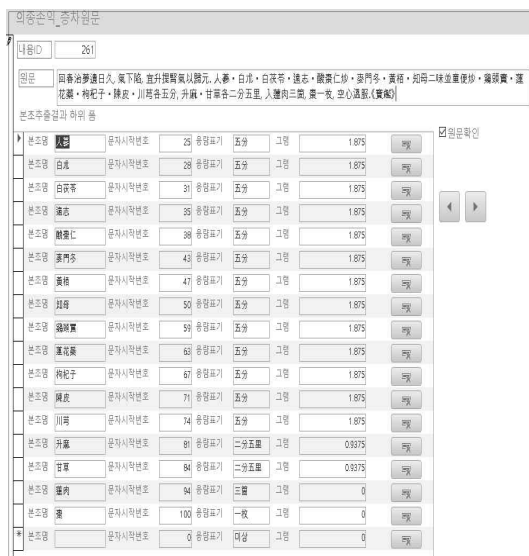 의종손익_증차원문
내용ID 261
원문 回春治夢遺日久, 氣下陷, 宜升提腎氣以歸元, 人蔘・白朮・白茯苓・遠志・酸棗仁炒・麥門冬・黃栢・知母二味並童便炒・鷄頭實・蓮
花蘂・枸杞子・陳皮・川芎各五分, 升麻・甘草各二分五里, 入蓮肉三箇, 棗一枚, 空心溫服.《寶鑑》
본조추출결과 하위 폼
본조명 人蔘 문자시작번호 25 용량표기 五分 그램 1.875
원문확인
본조명 白朮 문자시작번호 28 용량표기 五分 그램 1.875
본조명 白茯苓 문자시작번호 31 용량표기 五分 그램 1.875
본조명 遠志 문자시작번호 35 용량표기 五分 그램 1.875
본조명 酸棗仁 문자시작번호 38 용량표기 五分 그램 1.875
본조명 麥門冬 문자시작번호 43 용량표기 五分 그램 1.875
본조명 黃栢 문자시작번호 47 용량표기 五分 그램 1.875
본조명 知母 문자시작번호 50 용량표기 五分 그램 1.875
본조명 鷄頭實 문자시작번호 59 용량표기 五分 그램 1.875
본조명 蓮花蘂 문자시작번호 63 용량표기 五分 그램 1.875
본조명 枸杞子 문자시작번호 67 용량표기 五分 그램 1.875
본조명 陳皮 문자시작번호 71 용량표기 五分 그램 1.875
본조명 川芎 문자시작번호 74 용량표기 五分 그램 1.875
본조명 升麻 문자시작번호 81 용량표기 二分五里 그램 0.9375
본조명 甘草 문자시작번호 84 용량표기 二分五里 그램 0.9375
본조명 蓮肉 문자시작번호 94 용량표기 三箇 그램 0
본조명 棗 문자시작번호 100 용량표기 一枚 그램 0
본조명 문자시작번호 0 용량표기 미상 그램 0